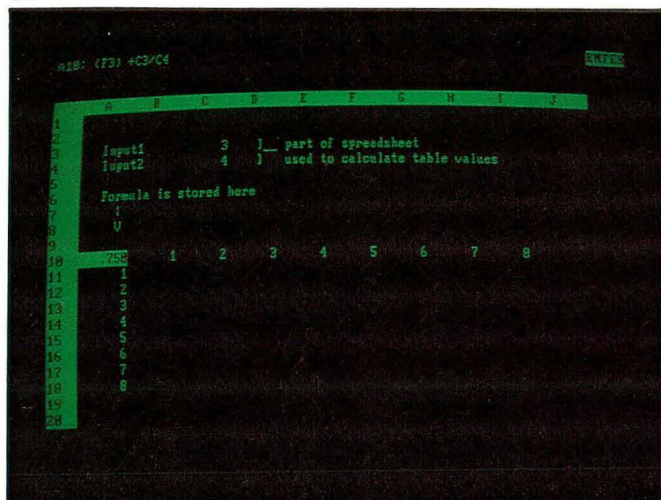 A10: (F3) +C3/C4 ENTER
A B C D E F G H I J
1
2
3 Input1 3 ]__ part of spreadsheet
4 Input2 4 ] used to calculate table values
5
6 Formula is stored here
7 |
8 V
9
10 .750 1 2 3 4 5 6 7 8
11 1
12 2
13 3
14 4
15 5
16 6
17 7
18 8
19
20